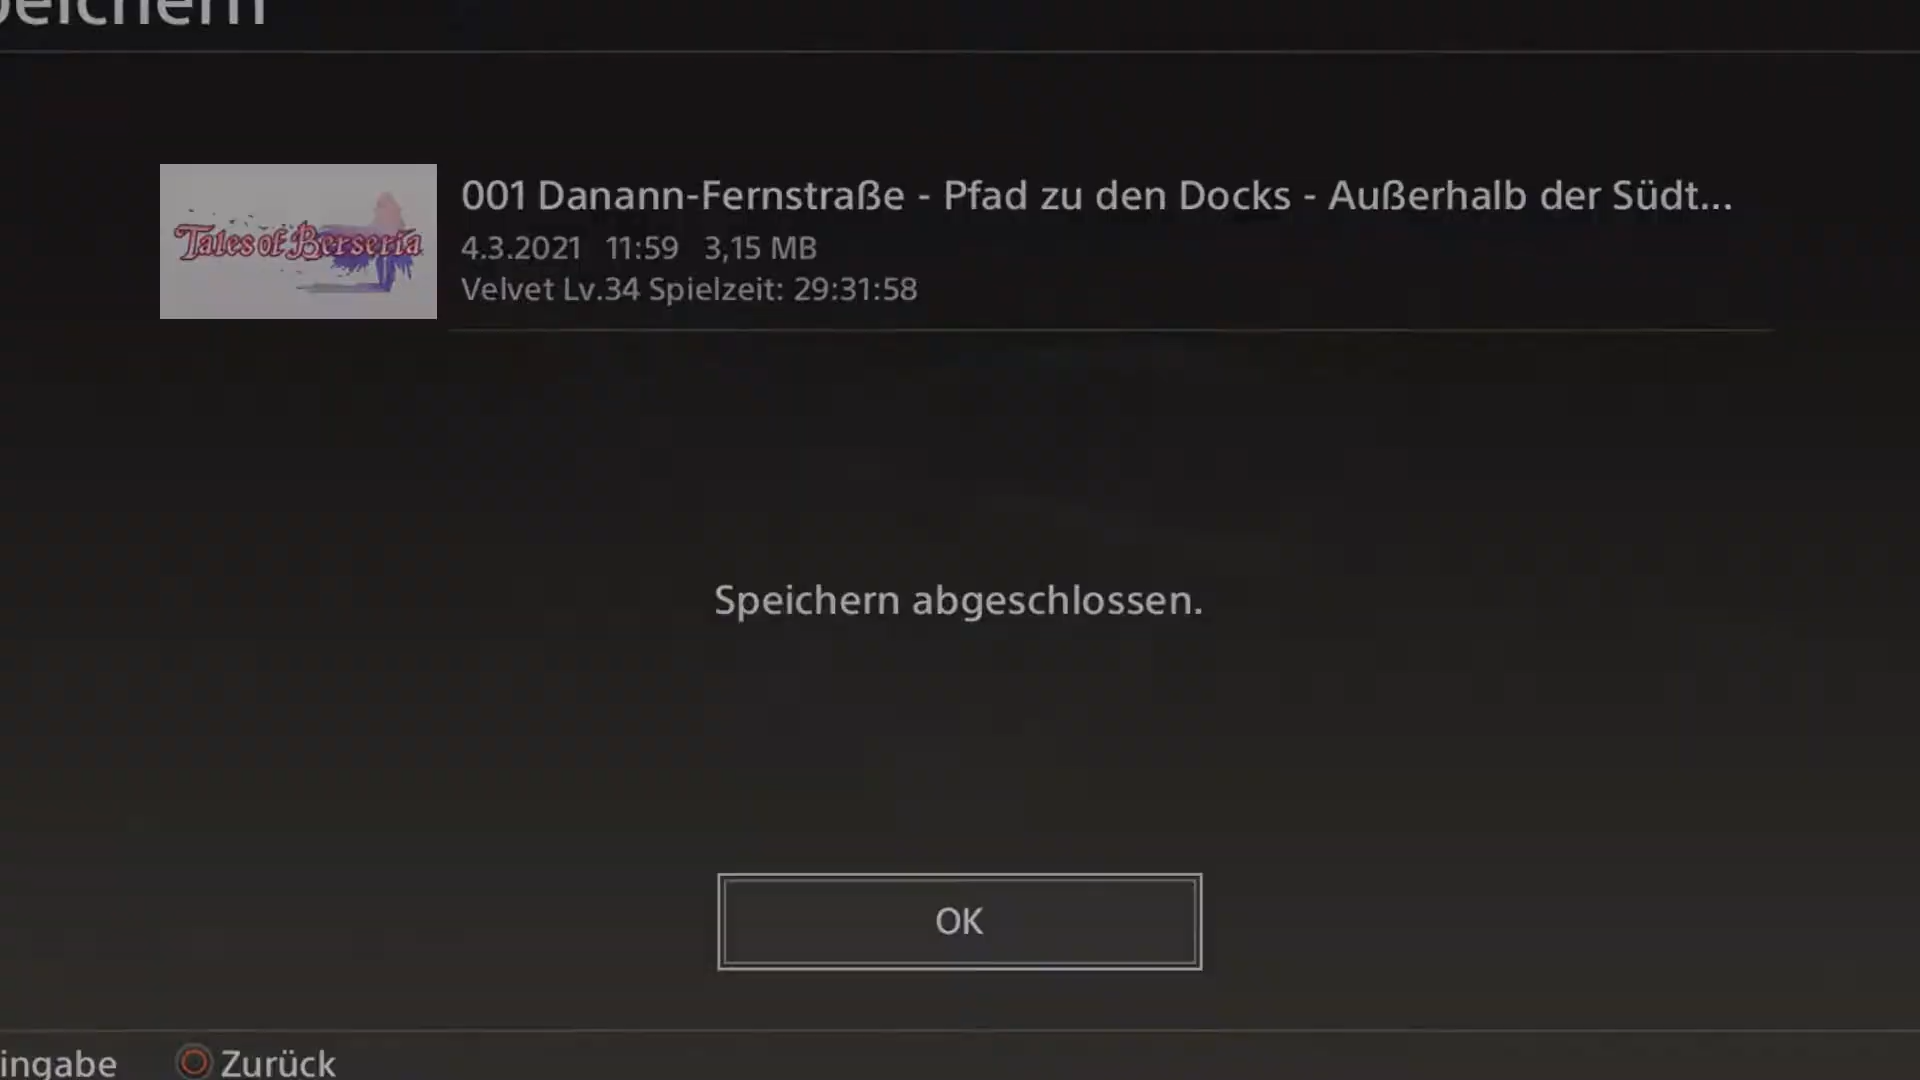 Speichern
Tales of Berseria
001 Danann-Fernstraße - Pfad zu den Docks - Außerhalb der Südt...
4.3.2021 11:59 3,15 MB
Velvet Lv.34 Spielzeit: 29:31:58
Speichern abgeschlossen.
OK
ingabe Zurück